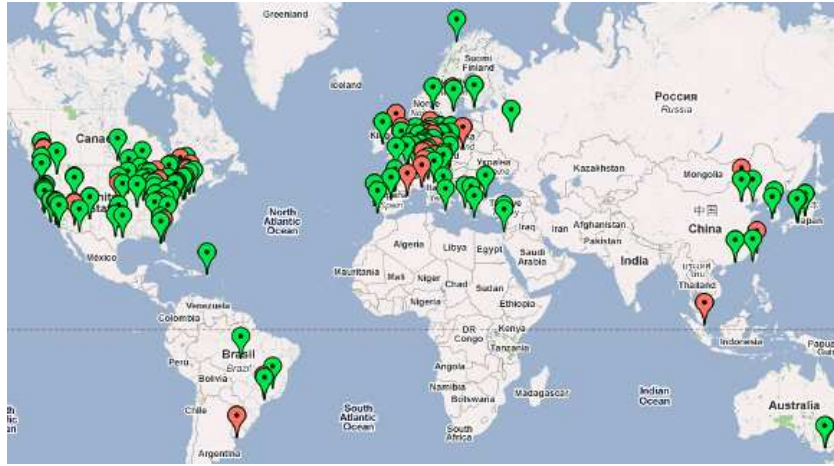 Greenland
Suomi
Finland
Iceland
Norge
Россия
Russia
Kazakhstan
Mongolia
Україна
North
Atlantic
Ocean
México
Algeria
Libya
Egypt
Iraq
Iran
Afghanistan
Pakistan
Saudi
Arabia
India
中国
China
Japan
Thailand
Mauritania
Mali
Niger
Chad
Sudan
Nigeria
Ethiopia
Venezuela
Colombia
DR
Congo
Kenya
Tanzania
Indonesia
Brasil
Brazil
Perú
Bolivia
Angola
Namibia
Botswana
Madagascar
Chile
South
Atlantic
Ocean
Indian
Ocean
Australia
South
Africa
Argentina